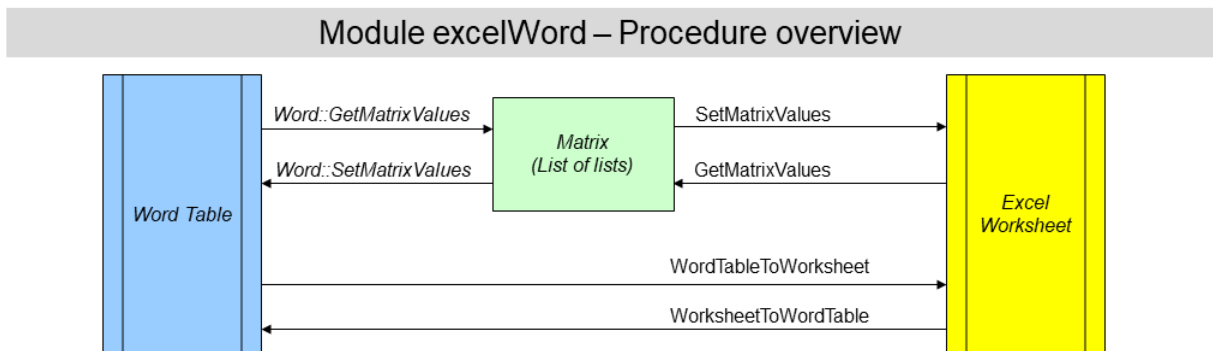 Module excelWord – Procedure overview
Word::GetMatrixValues
SetMatrixValues
Matrix
(List of lists)
Word::SetMatrixValues
GetMatrixValues
Word Table
Excel
Worksheet
WordTableToWorksheet
WorksheetToWordTable